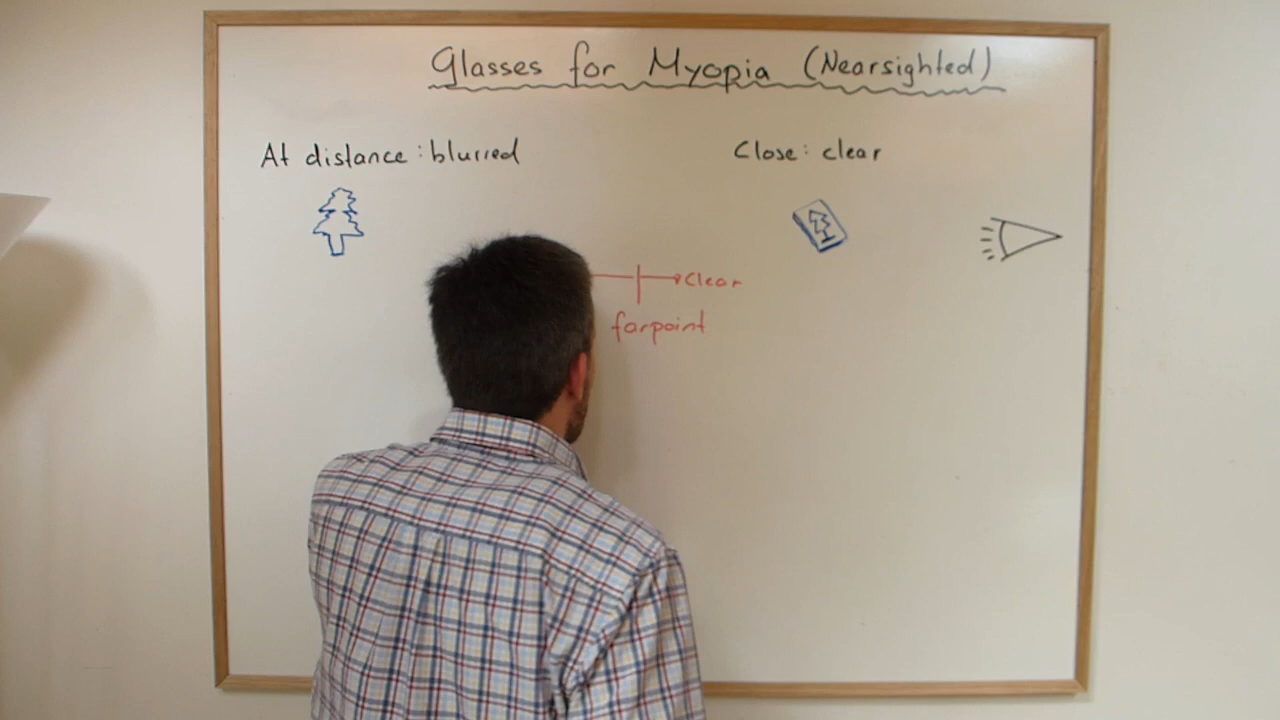 Glasses for Myopia (Nearsighted)
At distance : blurred
Close : clear
clear
farpoint